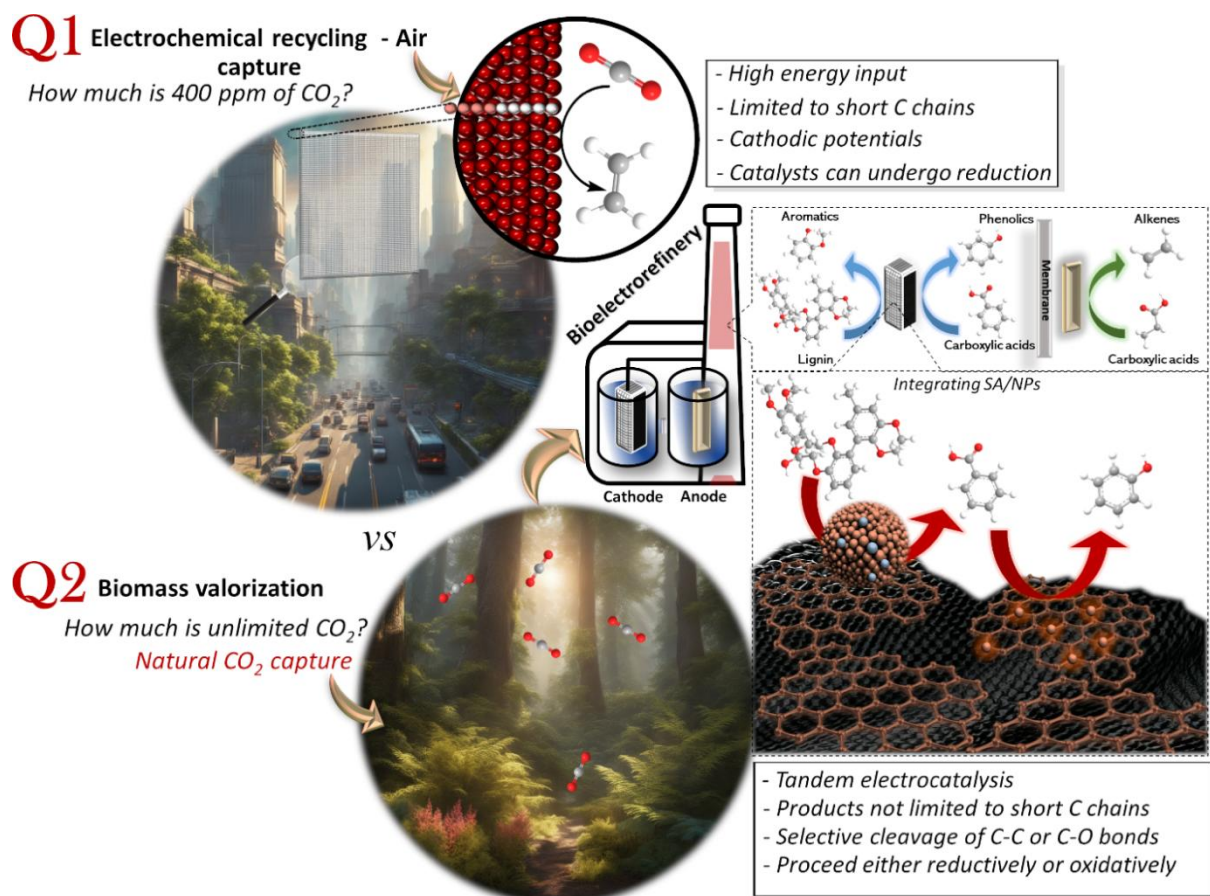 Q1 Electrochemical recycling - Air
capture
How much is 400 ppm of CO₂?
- High energy input
- Limited to short C chains
- Cathodic potentials
- Catalysts can undergo reduction
Bioelectrorefinery
Cathode Anode
Aromatics
Phenolics
Alkenes
Membrane
Lignin
Carboxylic acids
Carboxylic acids
Integrating SA/NPs
vs
Q2 Biomass valorization
How much is unlimited CO₂?
Natural CO₂ capture
- Tandem electrocatalysis
- Products not limited to short C chains
- Selective cleavage of C-C or C-O bonds
- Proceed either reductively or oxidatively